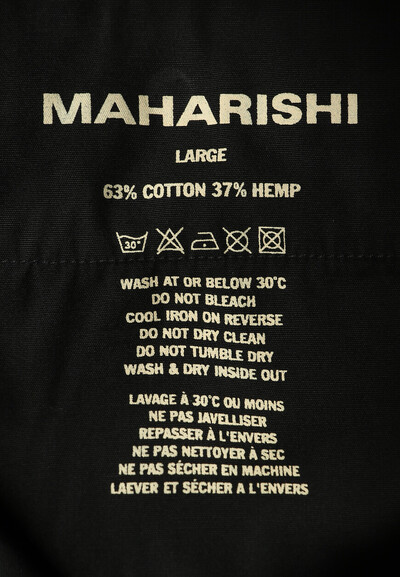 MAHARISHI
LARGE
63% COTTON 37% HEMP
30°
WASH AT OR BELOW 30°C
DO NOT BLEACH
COOL IRON ON REVERSE
DO NOT DRY CLEAN
DO NOT TUMBLE DRY
WASH & DRY INSIDE OUT
LAVAGE À 30°C OU MOINS
NE PAS JAVELLISER
REPASSER À L'ENVERS
NE PAS NETTOYER À SEC
NE PAS SÉCHER EN MACHINE
LAEVER ET SÉCHER A L'ENVERS